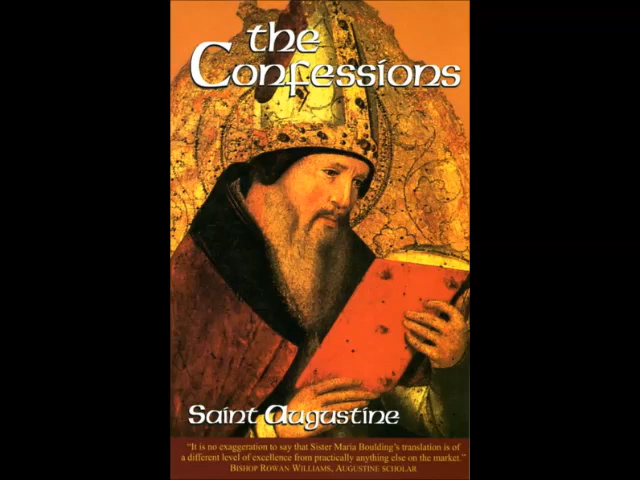 the
Confessions
Saint Augustine
"It is no exaggeration to say that Sister Maria Boulding's translation is of
a different level of excellence from practically anything else on the market."
Bishop Rowan Williams, Augustine scholar